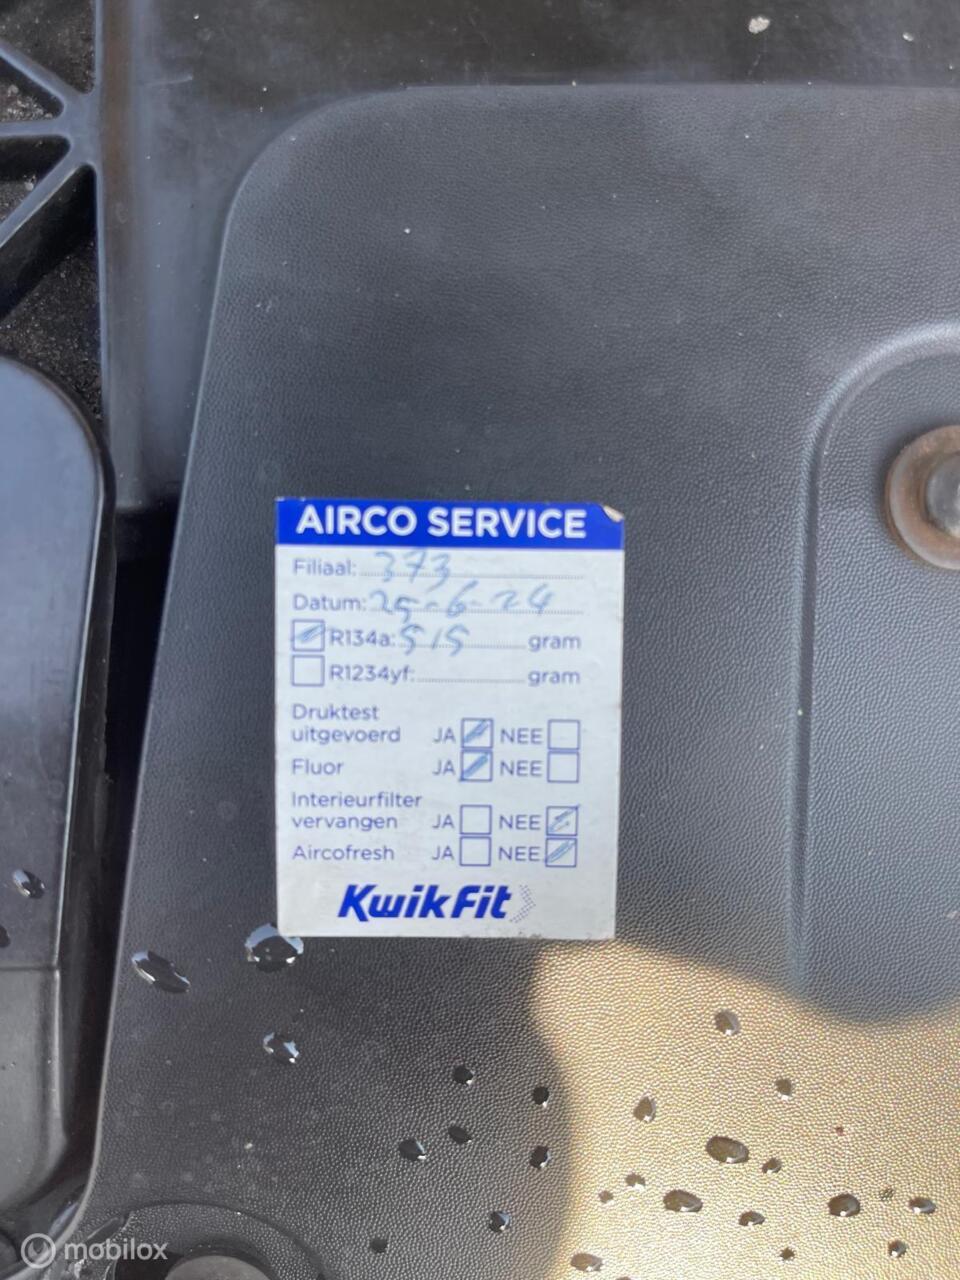 AIRCO SERVICE
Filiaal: 373
Datum: 25-6-24
R134a: 515 gram
R1234yf: gram
Druktest
uitgevoerd JA NEE
Fluor JA NEE
Interieurfilter
vervangen JA NEE
Aircofresh JA NEE
KwikFit
mobilox